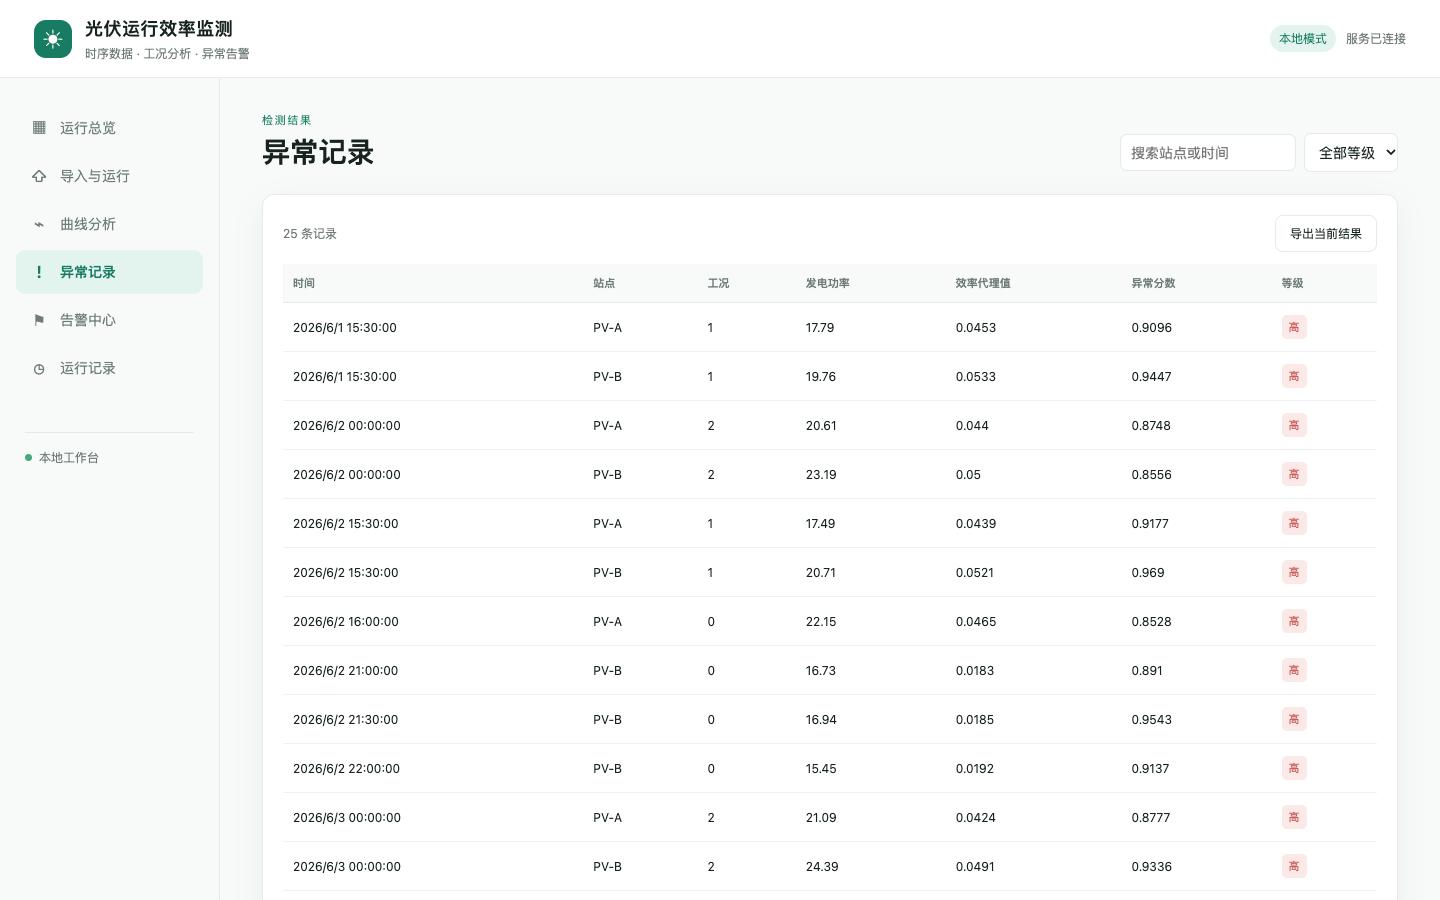 光伏运行效率监测
时序数据 · 工况分析 · 异常告警
本地模式 服务已连接
运行总览
导入与运行
曲线分析
! 异常记录
告警中心
运行记录
本地工作台
检测结果
异常记录
搜索站点或时间 全部等级
25 条记录 导出当前结果
时间 站点 工况 发电功率 效率代理值 异常分数 等级
2026/6/1 15:30:00 PV-A 1 17.79 0.0453 0.9096 高
2026/6/1 15:30:00 PV-B 1 19.76 0.0533 0.9447 高
2026/6/2 00:00:00 PV-A 2 20.61 0.044 0.8748 高
2026/6/2 00:00:00 PV-B 2 23.19 0.05 0.8556 高
2026/6/2 15:30:00 PV-A 1 17.49 0.0439 0.9177 高
2026/6/2 15:30:00 PV-B 1 20.71 0.0521 0.969 高
2026/6/2 16:00:00 PV-A 0 22.15 0.0465 0.8528 高
2026/6/2 21:00:00 PV-B 0 16.73 0.0183 0.891 高
2026/6/2 21:30:00 PV-B 0 16.94 0.0185 0.9543 高
2026/6/2 22:00:00 PV-B 0 15.45 0.0192 0.9137 高
2026/6/3 00:00:00 PV-A 2 21.09 0.0424 0.8777 高
2026/6/3 00:00:00 PV-B 2 24.39 0.0491 0.9336 高